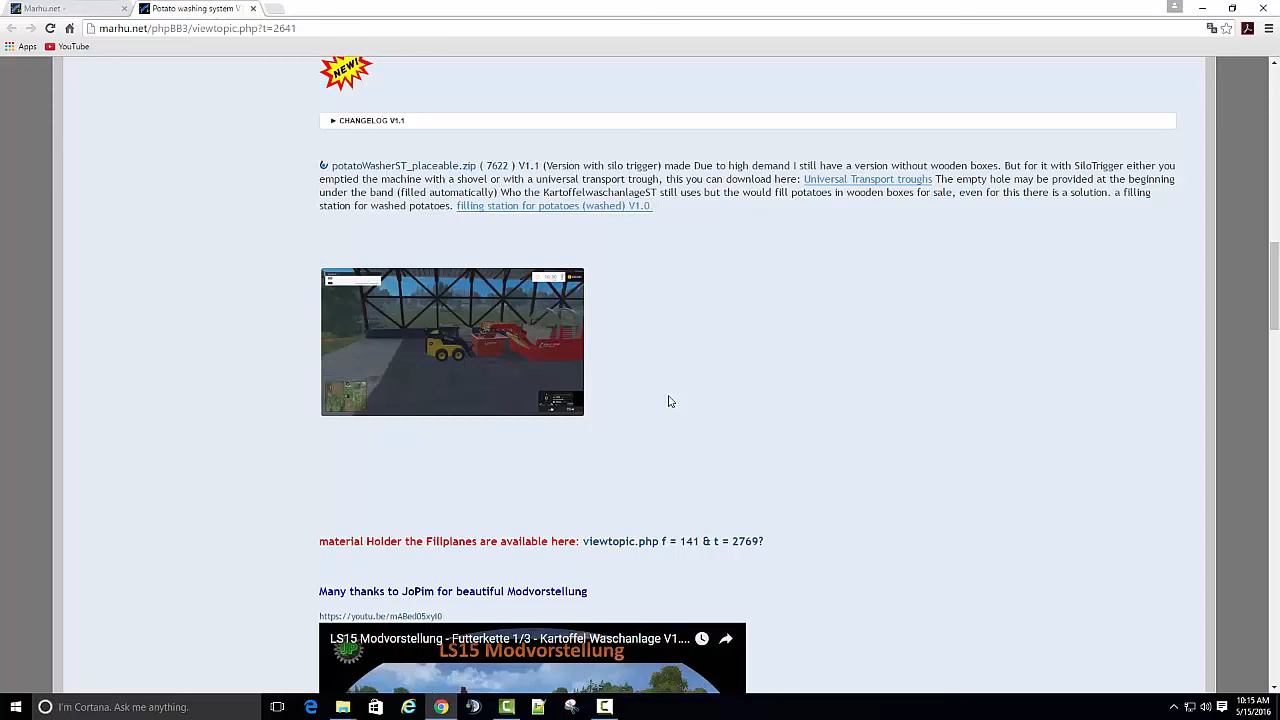 Marhu.net -
Potato washing system V
marhu.net/phpBB3/viewtopic.php?t=2641
Apps
YouTube
NEW!
► CHANGELOG V1.1
potatoWasherST_placeable.zip ( 7622 ) V1.1 (Version with silo trigger) made Due to high demand I still have a version without wooden boxes. But for it with SiloTrigger either you
emptied the machine with a shovel or with a universal transport trough, this you can download here: Universal Transport troughs The empty hole may be provided at the beginning
under the band (filled automatically) Who the KartoffelwaschanlageST still uses but the would fill potatoes in wooden boxes for sale, even for this there is a solution. a filling
station for washed potatoes. filling station for potatoes (washed) V1.0
material Holder the Fillplanes are available here: viewtopic.php f = 141 & t = 2769?
Many thanks to JoPim for beautiful Modvorstellung
https://youtu.be/mABed05xyI0
LS15 Modvorstellung - Futterkette 1/3 - Kartoffel Waschanlage V1....
JP
LS15 Modvorstellung
I'm Cortana. Ask me anything.
10:15 AM
5/15/2016